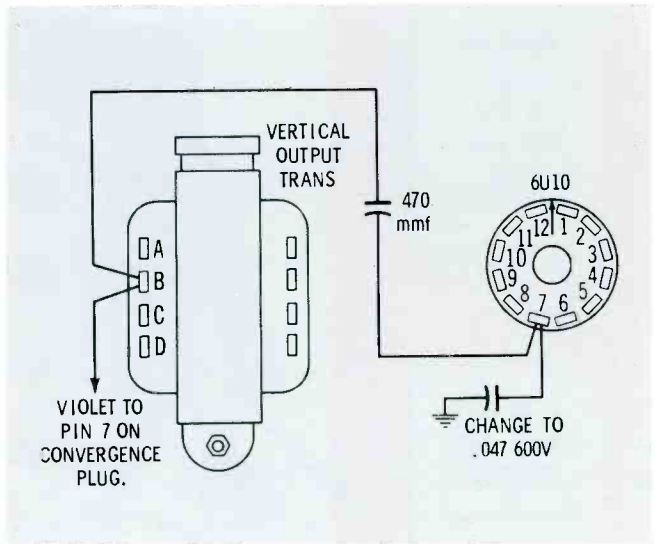 VERTICAL
OUTPUT
TRANS
470
mmf
6U10
A
B
C
D
12
1
2
3
4
5
6
7
8
9
10
11
VIOLET TO
PIN 7 ON
CONVERGENCE
PLUG.
CHANGE TO
.047 600V